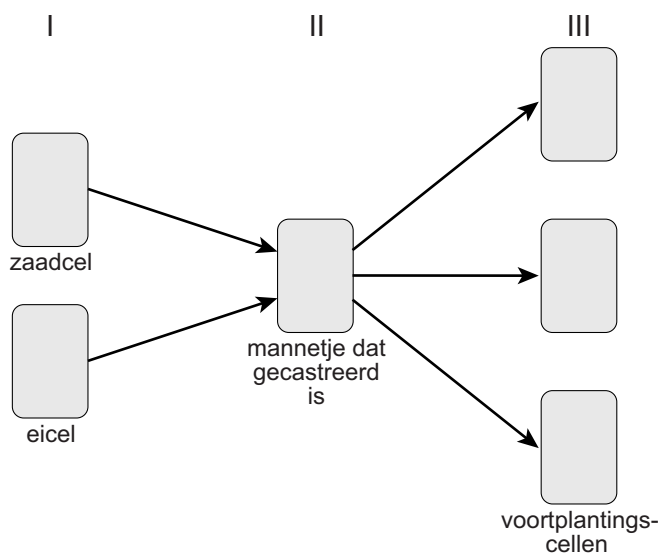 I
II
III
zaadcel
eicel
mannetje dat
gecastreerd
is
voortplantings-
cellen